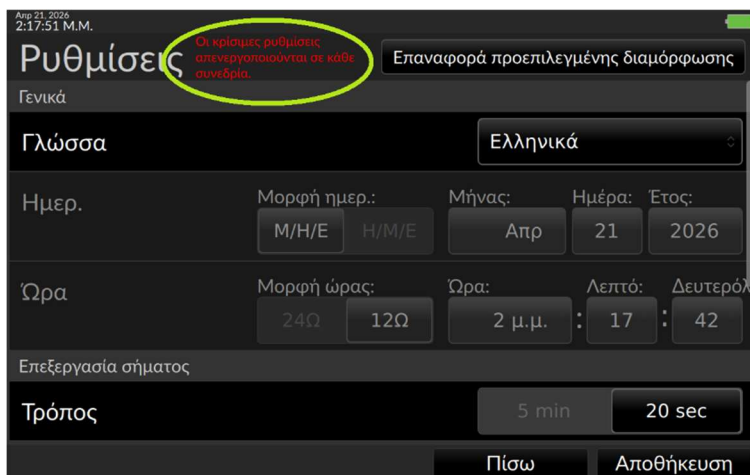 Απρ 21, 2026
2:17:51 Μ.Μ.
Ρυθμίσεις
Οι κρίσιμες ρυθμίσεις
απενεργοποιούνται σε κάθε
συνεδρία.
Επαναφορά προεπιλεγμένης διαμόρφωσης
Γενικά
Γλώσσα
Ελληνικά
Ημερ.
Μορφή ημερ.: Μήνας: Ημέρα: Έτος:
Μ/Η/Ε Η/Μ/Ε Απρ 21 2026
Ώρα
Μορφή ώρας: Ώρα: Λεπτό: Δευτερόλ
24Ω 12Ω 2 μ.μ. : 17 : 42
Επεξεργασία σήματος
Τρόπος
5 min 20 sec
Πίσω Αποθήκευση